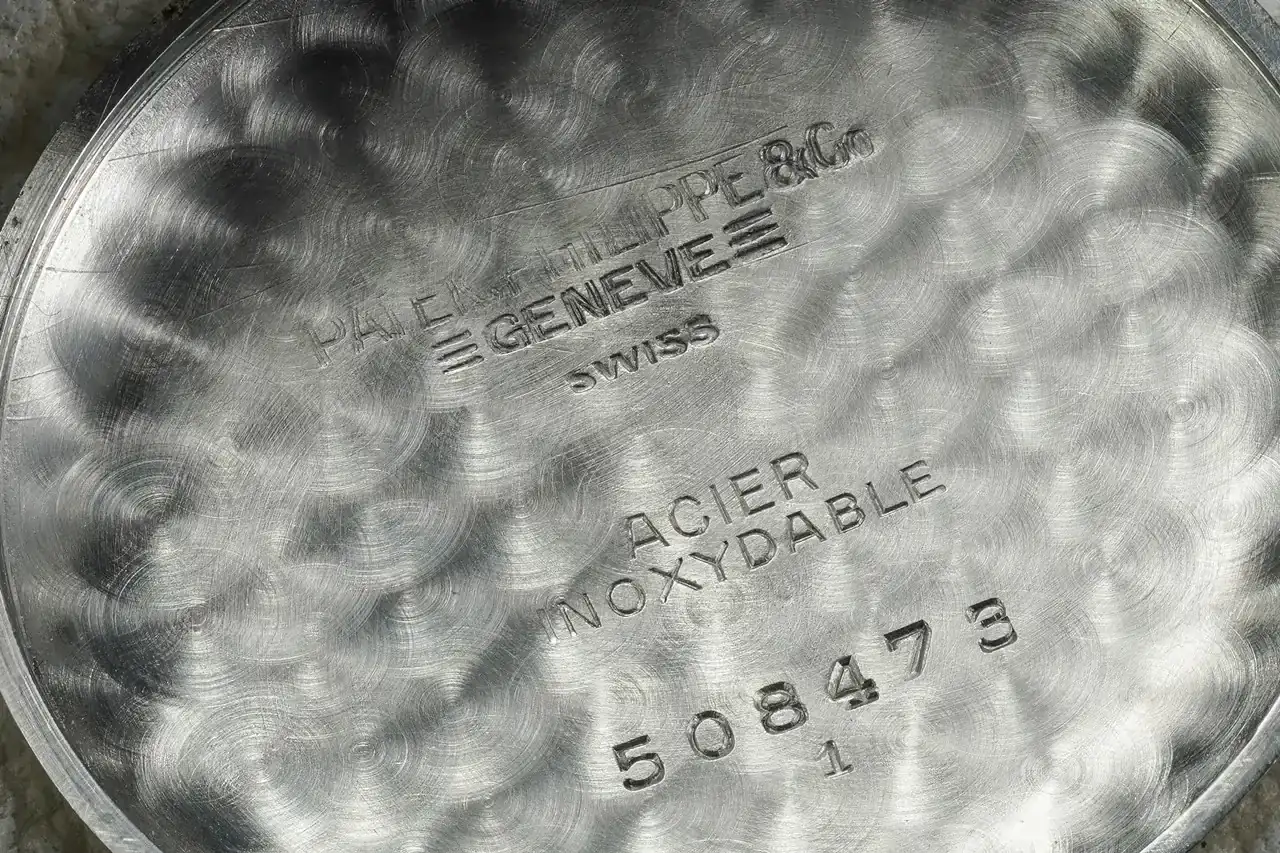 PATEK PHILIPPE & Co
GENEVE
SWISS
ACIER
INOXYDABLE
508473
1